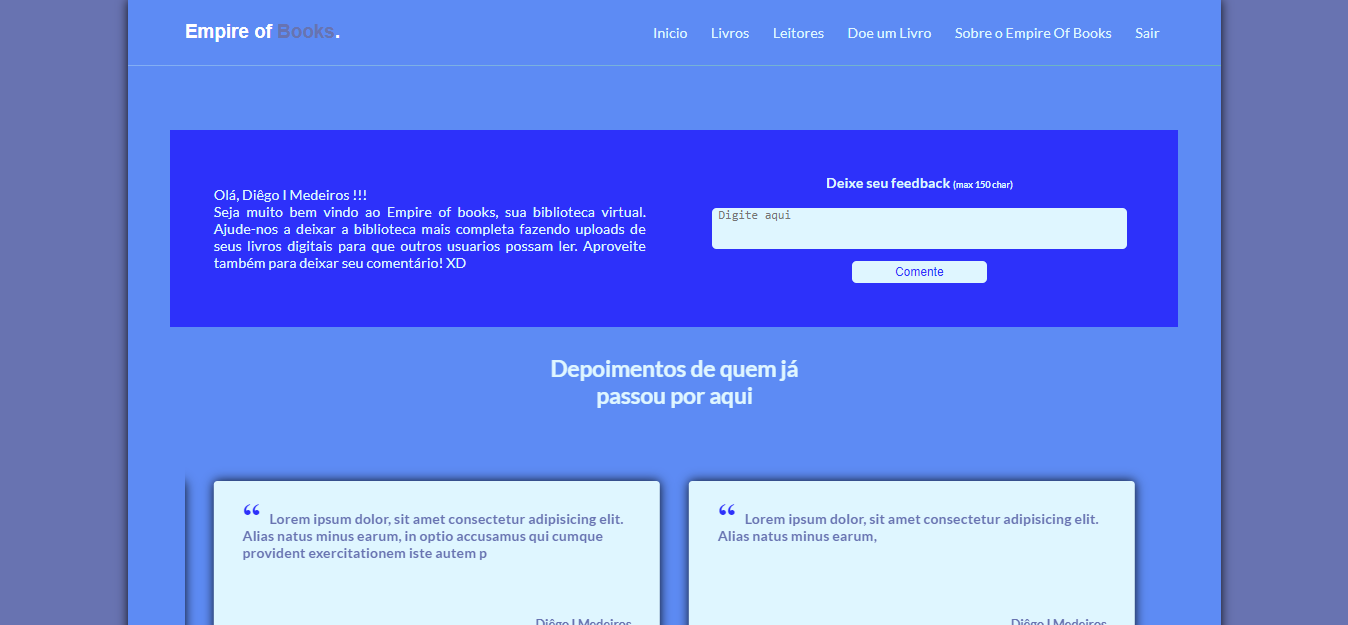 Empire of Books.
Inicio Livros Leitores Doe um Livro Sobre o Empire Of Books Sair
Olá, Diêgo I Medeiros !!!
Seja muito bem vindo ao Empire of books, sua biblioteca virtual.
Ajude-nos a deixar a biblioteca mais completa fazendo uploads de
seus livros digitais para que outros usuarios possam ler. Aproveite
também para deixar seu comentário! XD
Deixe seu feedback (max 150 char)
Digite aqui
Comente
Depoimentos de quem já
passou por aqui
“ Lorem ipsum dolor, sit amet consectetur adipisicing elit.
Alias natus minus earum, in optio accusamus qui cumque
provident exercitationem iste autem p
Diêgo I Medeiros
“ Lorem ipsum dolor, sit amet consectetur adipisicing elit.
Alias natus minus earum,
Diêgo I Medeiros